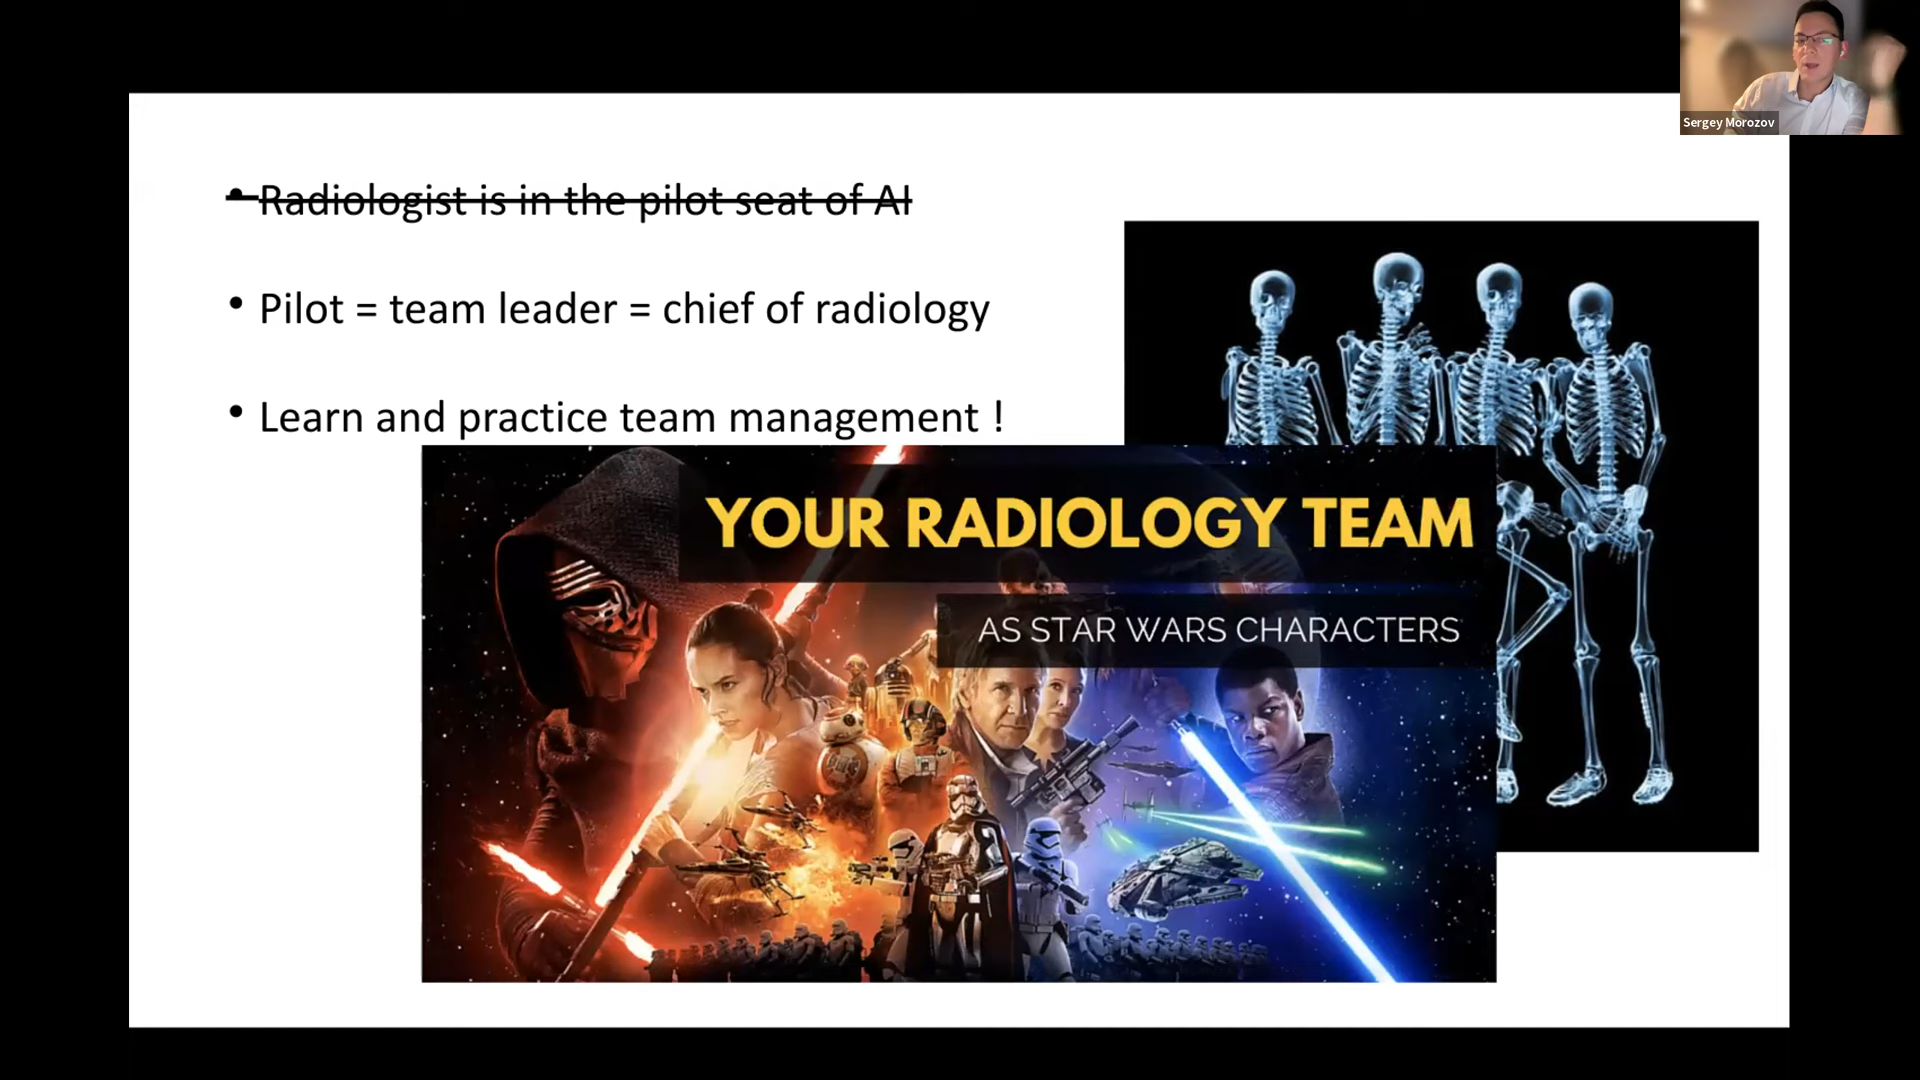 • Radiologist is in the pilot seat of AI
• Pilot = team leader = chief of radiology
• Learn and practice team management !
YOUR RADIOLOGY TEAM
AS STAR WARS CHARACTERS
Sergey Morozov